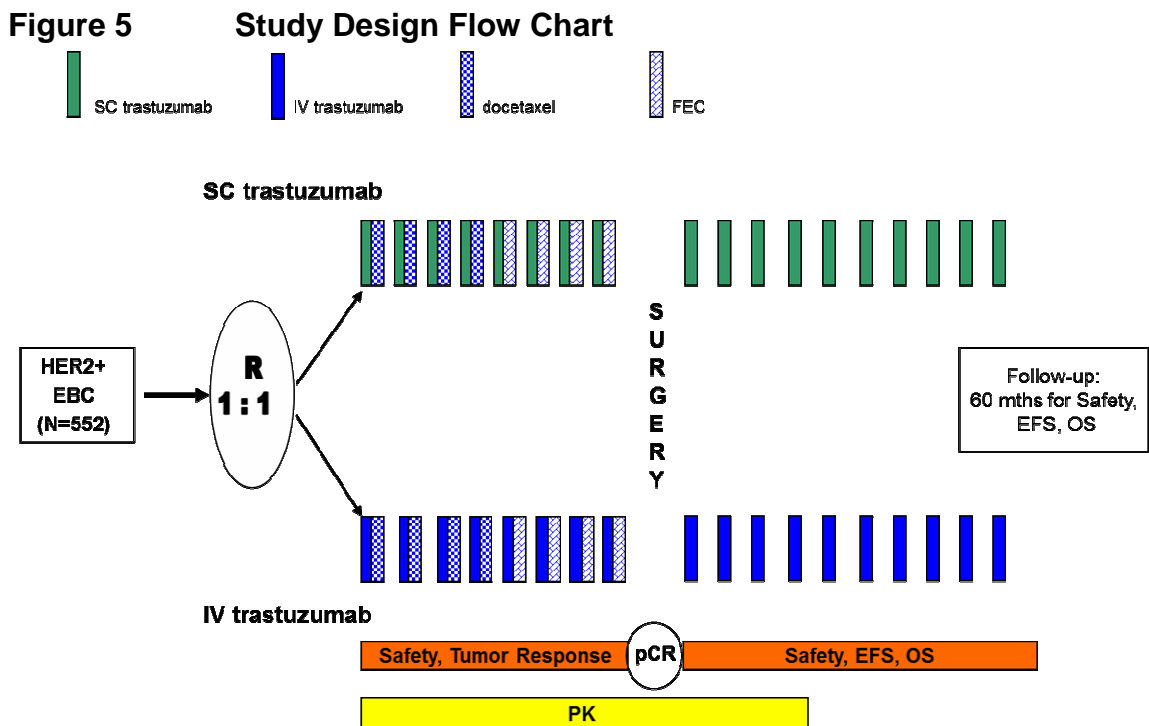 Figure 5 Study Design Flow Chart
SC trastuzumab IV trastuzumab docetaxel FEC
SC trastuzumab
HER2+
EBC
(N=552)
R
1 : 1
S
U
R
G
E
R
Y
Follow-up:
60 mths for Safety,
EFS, OS
IV trastuzumab
Safety, Tumor Response pCR Safety, EFS, OS
PK